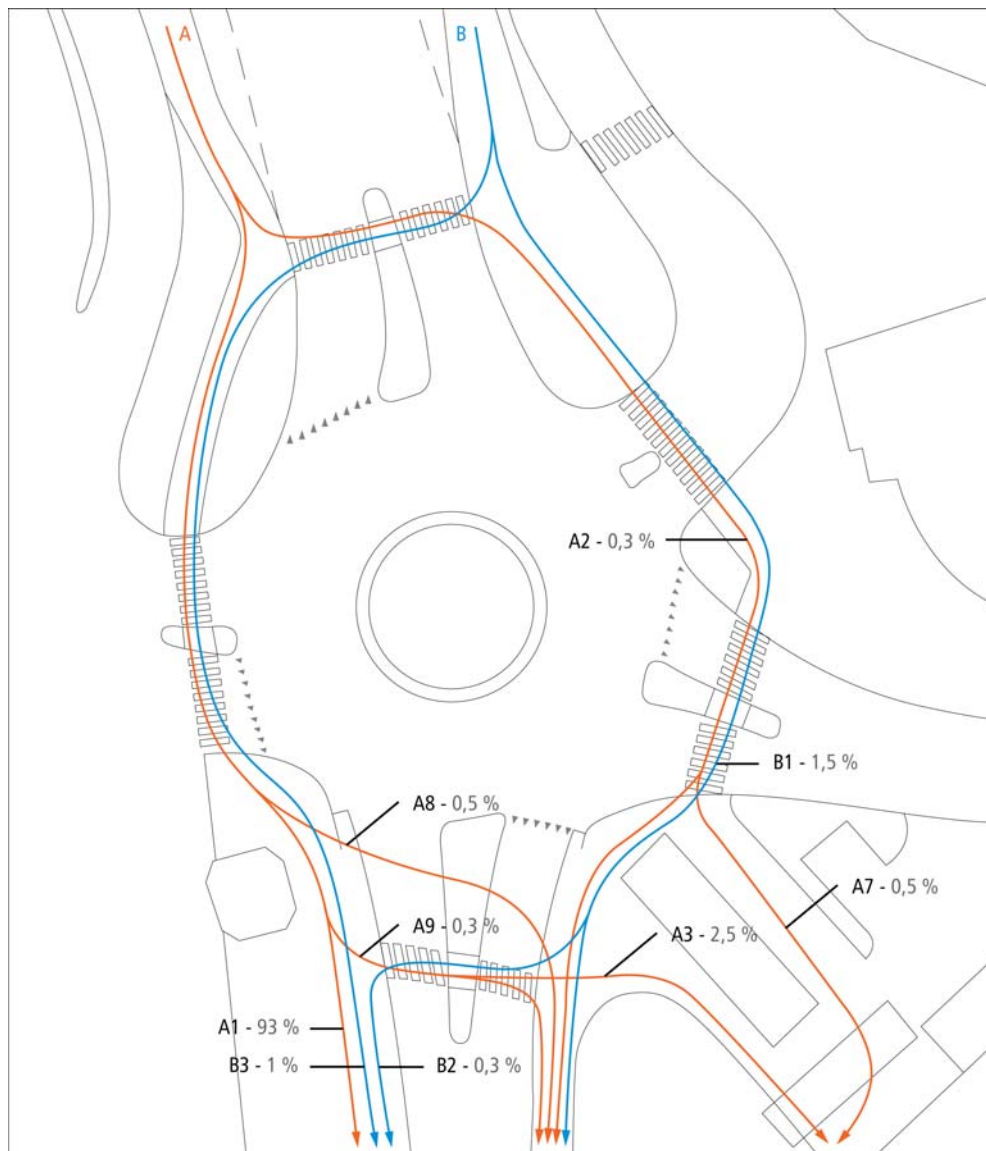 A
B
A2 - 0,3 %
B1 - 1,5 %
A8 - 0,5 %
A7 - 0,5 %
A9 - 0,3 %
A3 - 2,5 %
A1 - 93 %
B3 - 1 %
B2 - 0,3 %